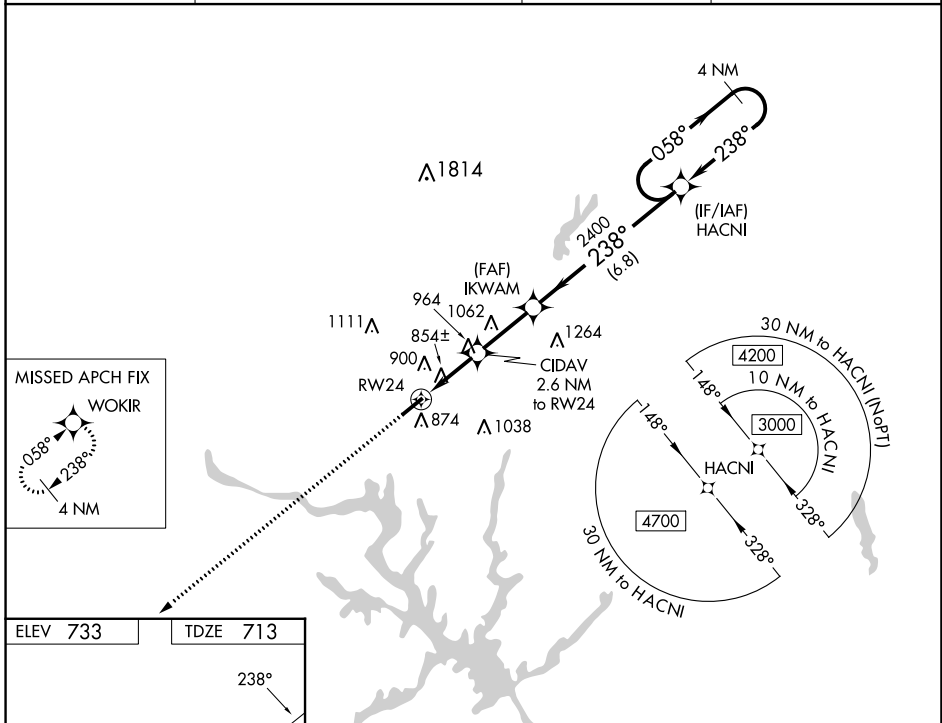 4 NM
058°
238°
1814
(IF/IAF)
HACNI
2400
238°
(6.8)
(FAF)
IKWAM
964
1062
1111
854±
1264
900
CIDAV
2.6 NM
to RW24
RW24
874
1038
MISSED APCH FIX
WOKIR
058°
238°
4 NM
30 NM to HACNI (NoPT)
4200
10 NM to HACNI
3000
148°
328°
148°
HACNI
4700
328°
30 NM to HACNI
ELEV 733
TDZE 713
238°